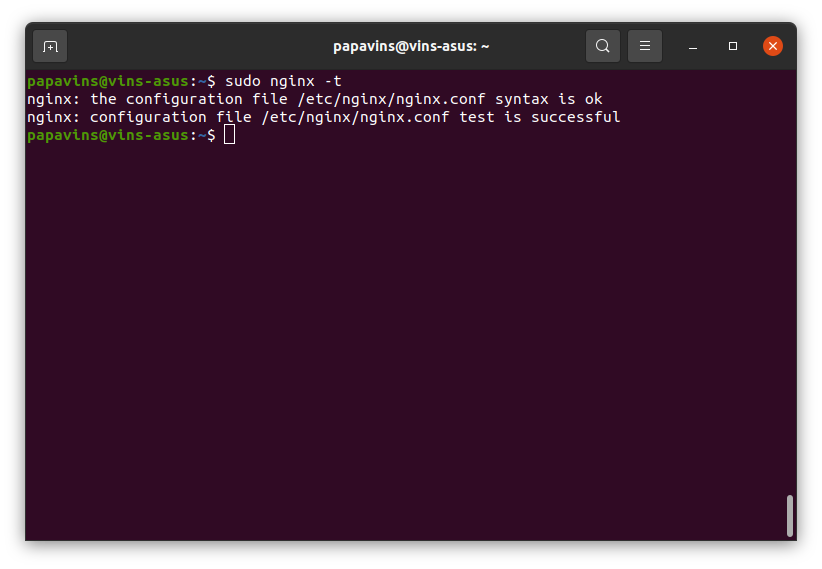 papavins@vins-asus: ~
papavins@vins-asus:~$ sudo nginx -t
nginx: the configuration file /etc/nginx/nginx.conf syntax is ok
nginx: configuration file /etc/nginx/nginx.conf test is successful
papavins@vins-asus:~$